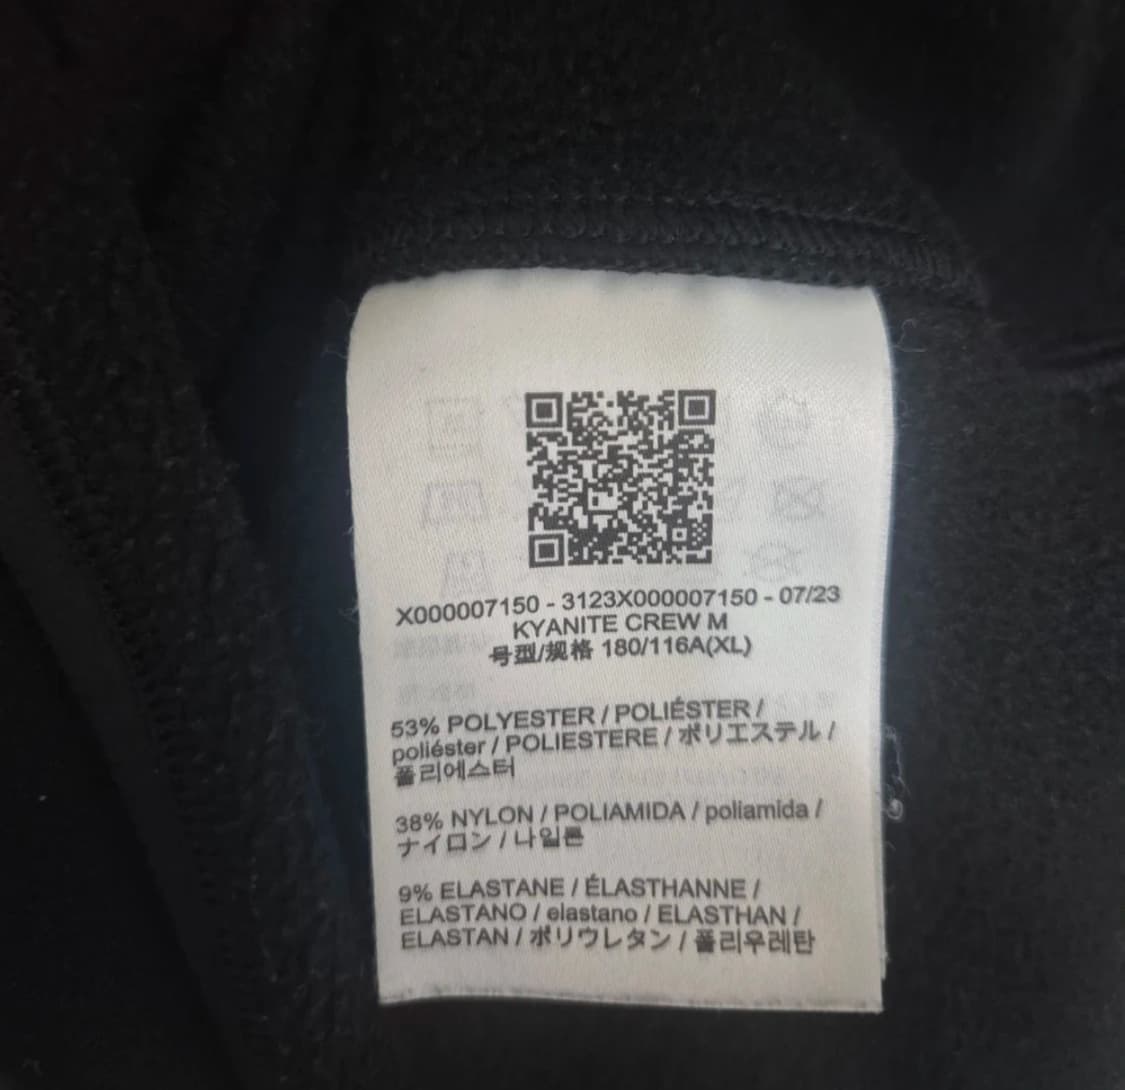 X000007150 - 3123X000007150 - 07/23
KYANITE CREW M
号型/规格 180/116A(XL)
53% POLYESTER / POLIÉSTER /
poliéster / POLIESTERE / ポリエステル /
폴리에스터
38% NYLON / POLIAMIDA / poliamida /
ナイロン / 나일론
9% ELASTANE / ÉLASTHANNE /
ELASTANO / elastano / ELASTHAN /
ELASTAN / ポリウレタン / 폴리우레탄